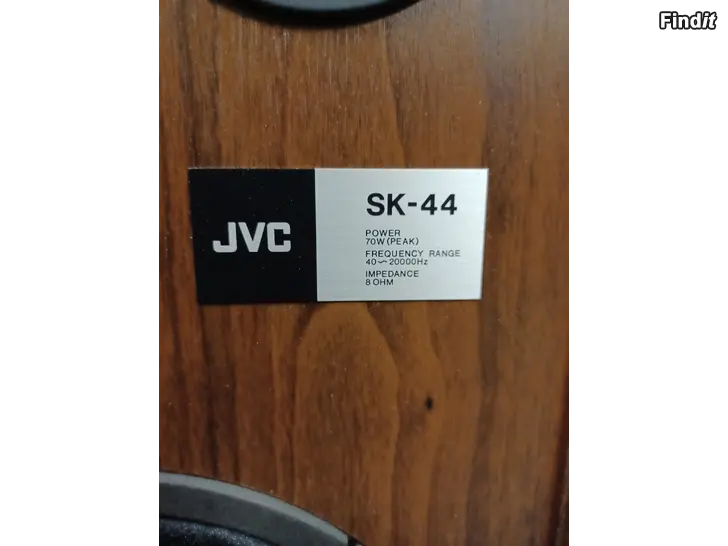 Findit
JVC
SK-44
POWER
70W(PEAK)
FREQUENCY RANGE
40∽20000Hz
IMPEDANCE
8 OHM